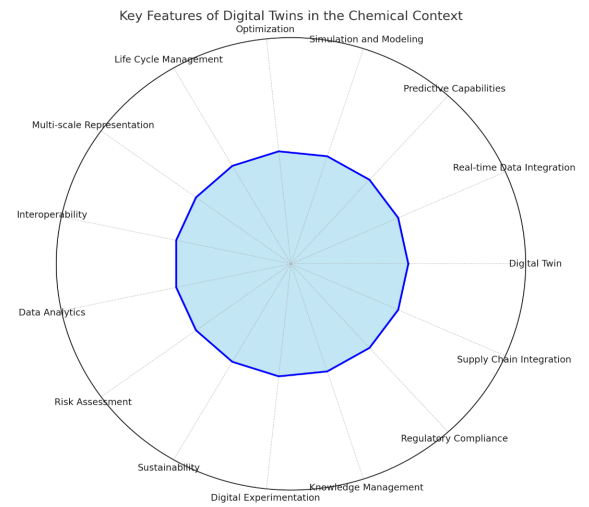 Key Features of Digital Twins in the Chemical Context
Optimization
Simulation and Modeling
Life Cycle Management
Predictive Capabilities
Multi-scale Representation
Real-time Data Integration
Interoperability
Digital Twin
Data Analytics
Supply Chain Integration
Risk Assessment
Regulatory Compliance
Sustainability
Knowledge Management
Digital Experimentation